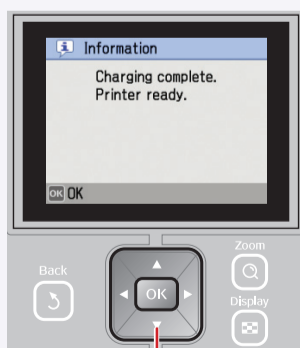 Information
Charging complete.
Printer ready.
OK OK
Zoom
Back
OK
Display